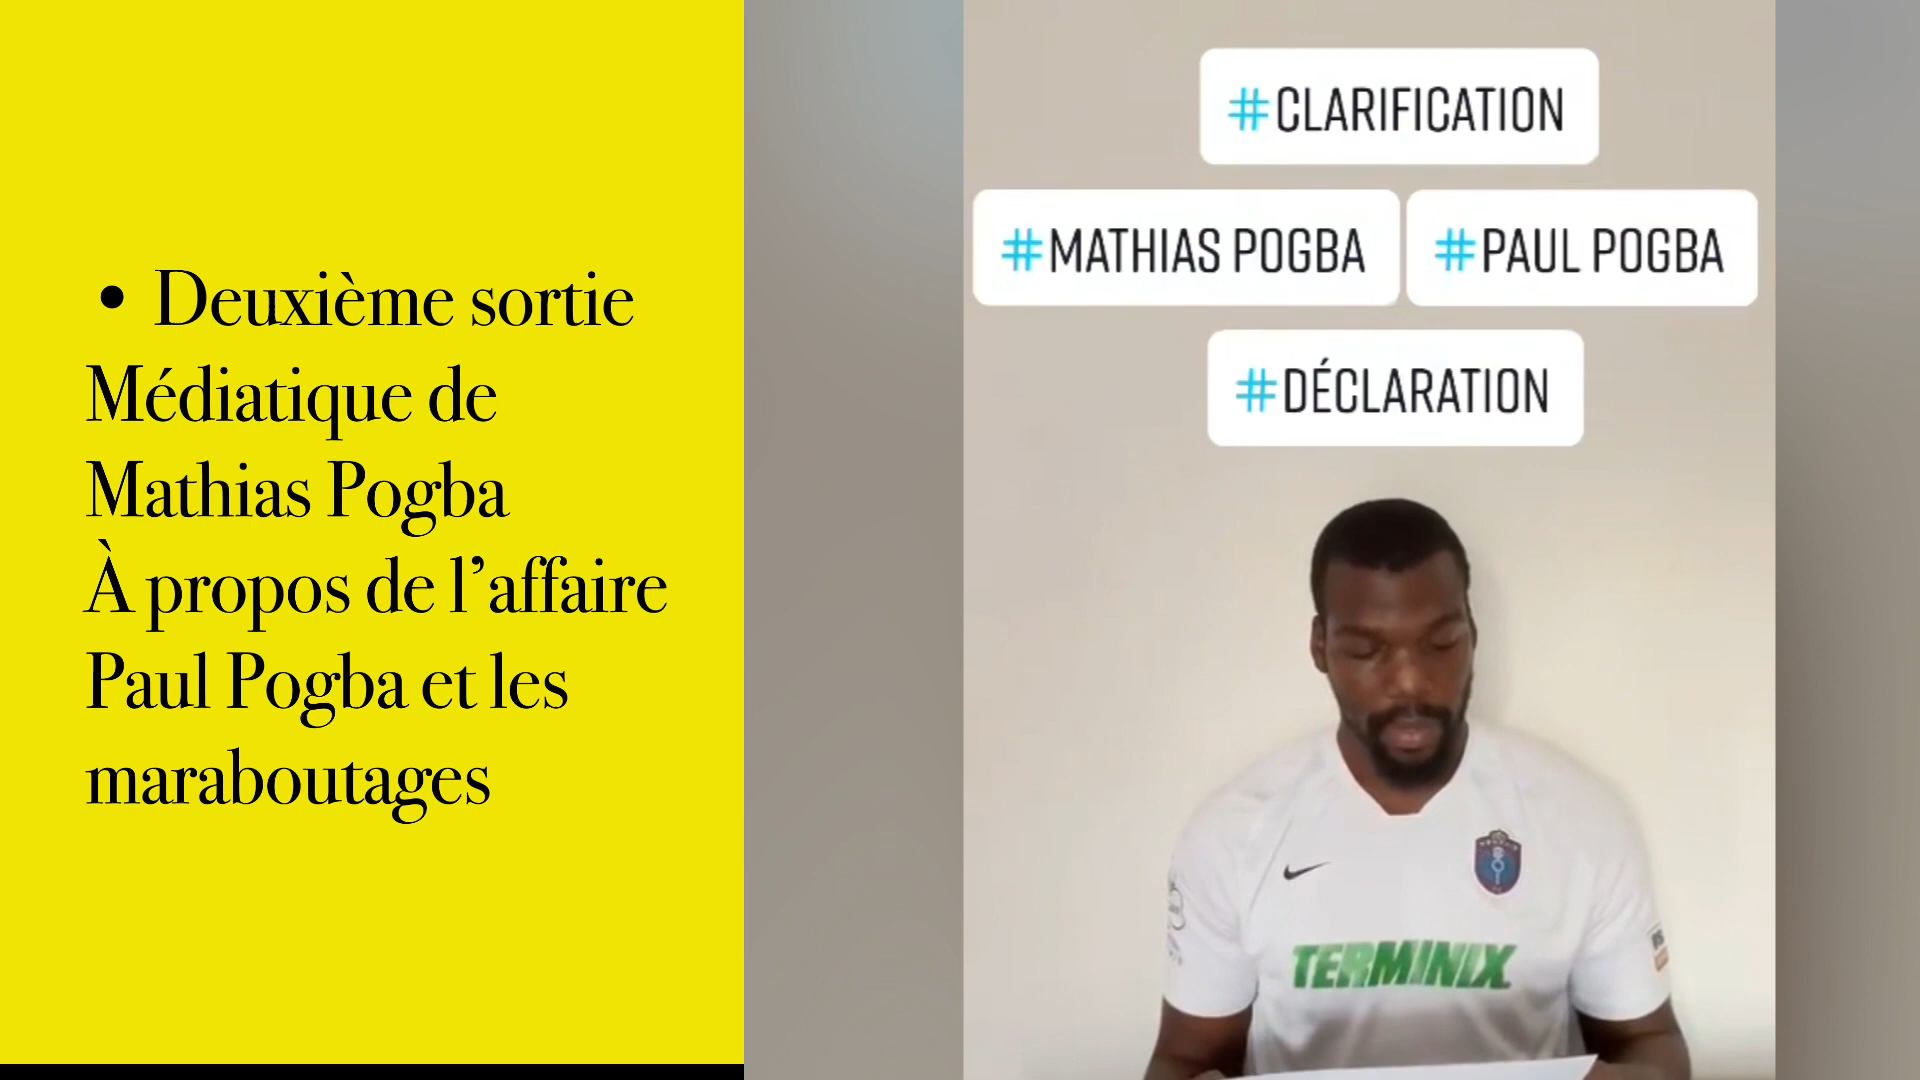 • Deuxième sortie
Médiatique de
Mathias Pogba
À propos de l’affaire
Paul Pogba et les
maraboutages
#CLARIFICATION
#MATHIAS POGBA #PAUL POGBA
#DÉCLARATION
TERMINIX